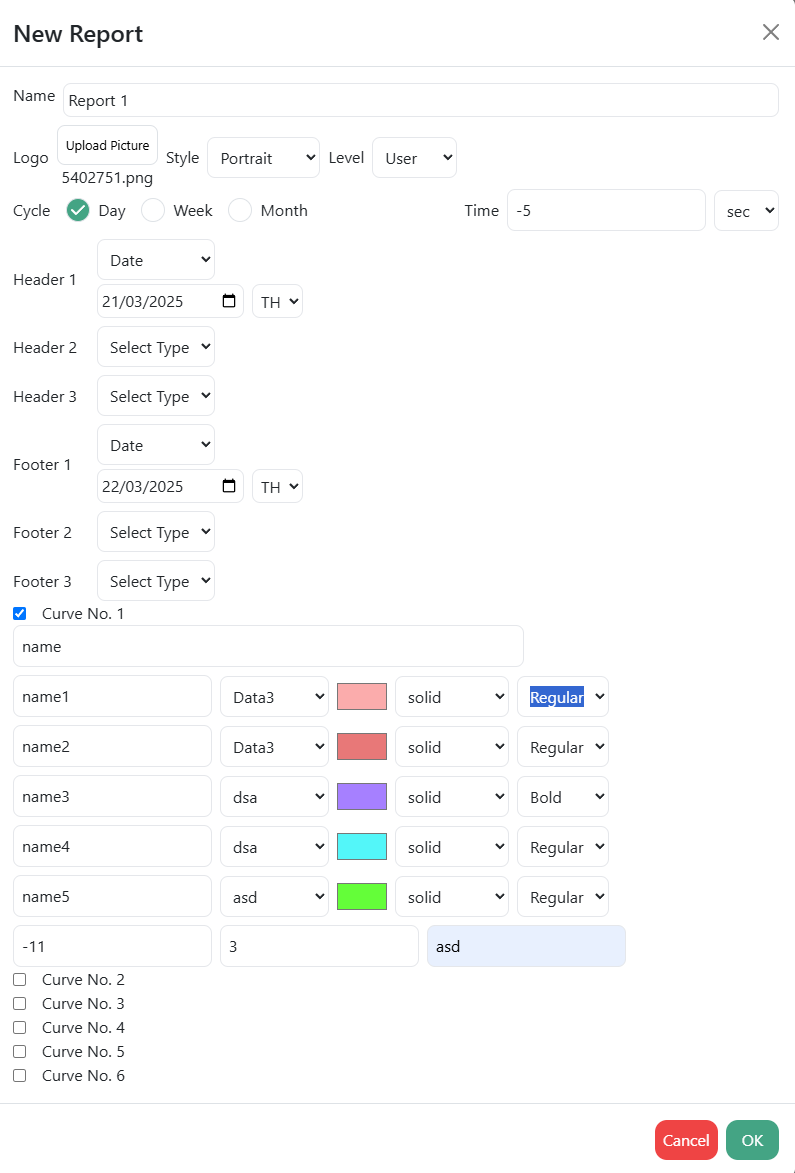 New Report
Name Report 1
Logo Upload Picture Style Portrait Level User
5402751.png
Cycle Day Week Month Time -5 sec
Header 1 Date
21/03/2025 TH
Header 2 Select Type
Header 3 Select Type
Footer 1 Date
22/03/2025 TH
Footer 2 Select Type
Footer 3 Select Type
Curve No. 1
name
name1 Data3 solid Regular
name2 Data3 solid Regular
name3 dsa solid Bold
name4 dsa solid Regular
name5 asd solid Regular
-11 3 asd
Curve No. 2
Curve No. 3
Curve No. 4
Curve No. 5
Curve No. 6
Cancel OK